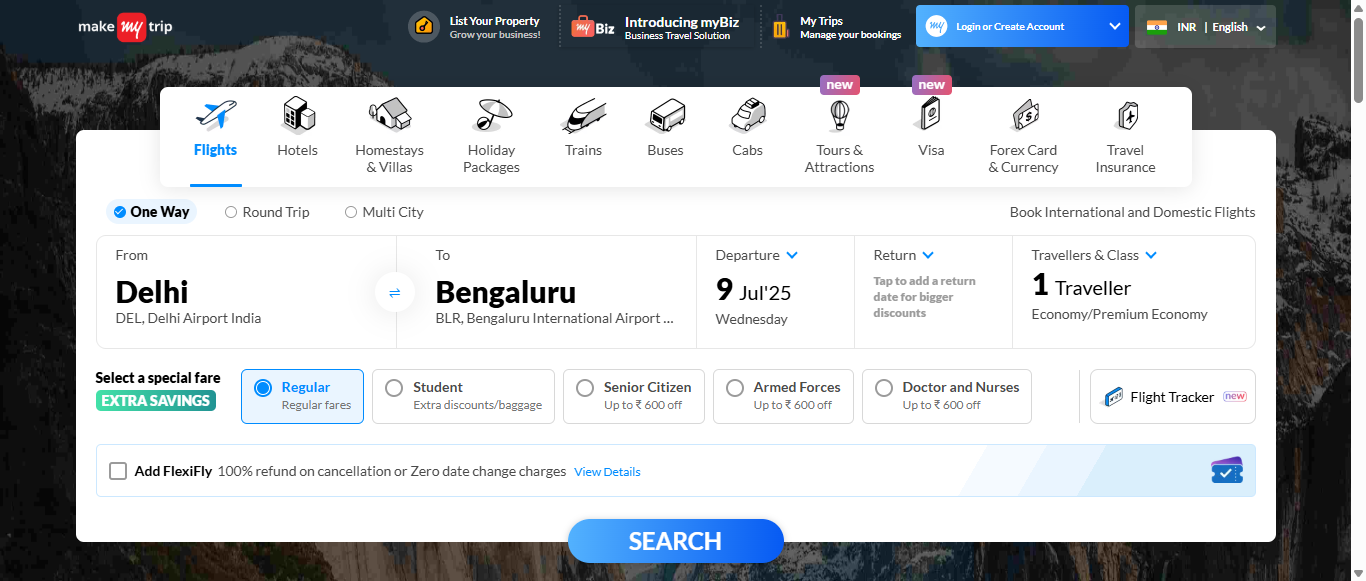 make my trip
List Your Property
Grow your business!
my Biz
Introducing myBiz
Business Travel Solution
My Trips
Manage your bookings
my
Login or Create Account
INR | English
new
new
Flights
Hotels
Homestays
& Villas
Holiday
Packages
Trains
Buses
Cabs
Tours &
Attractions
Visa
Forex Card
& Currency
Travel
Insurance
One Way
Round Trip
Multi City
Book International and Domestic Flights
From
Delhi
DEL, Delhi Airport India
To
Bengaluru
BLR, Bengaluru International Airport ...
Departure
9 Jul'25
Wednesday
Return
Tap to add a return
date for bigger
discounts
Travellers & Class
1 Traveller
Economy/Premium Economy
Select a special fare
EXTRA SAVINGS
Regular
Regular fares
Student
Extra discounts/baggage
Senior Citizen
Up to ₹ 600 off
Armed Forces
Up to ₹ 600 off
Doctor and Nurses
Up to ₹ 600 off
Flight Tracker new
Add FlexiFly 100% refund on cancellation or Zero date change charges View Details
SEARCH